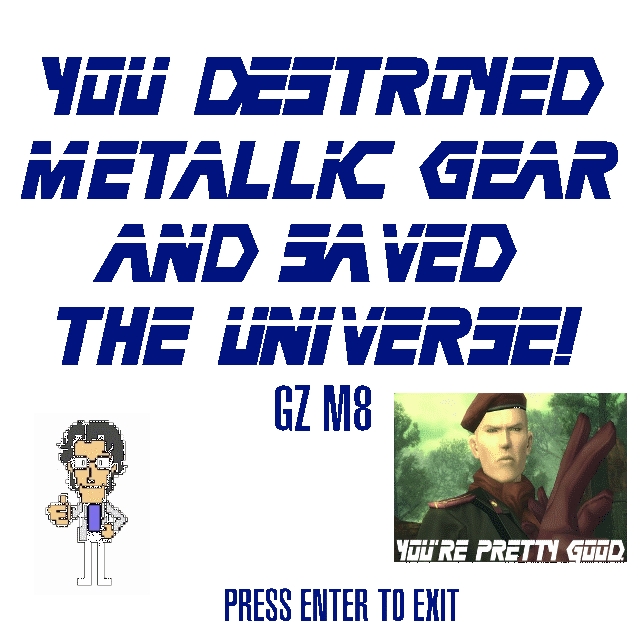 YOU DESTROYED
METALLIC GEAR
AND SAVED
THE UNIVERSE!
GZ M8
YOU'RE PRETTY GOOD.
PRESS ENTER TO EXIT